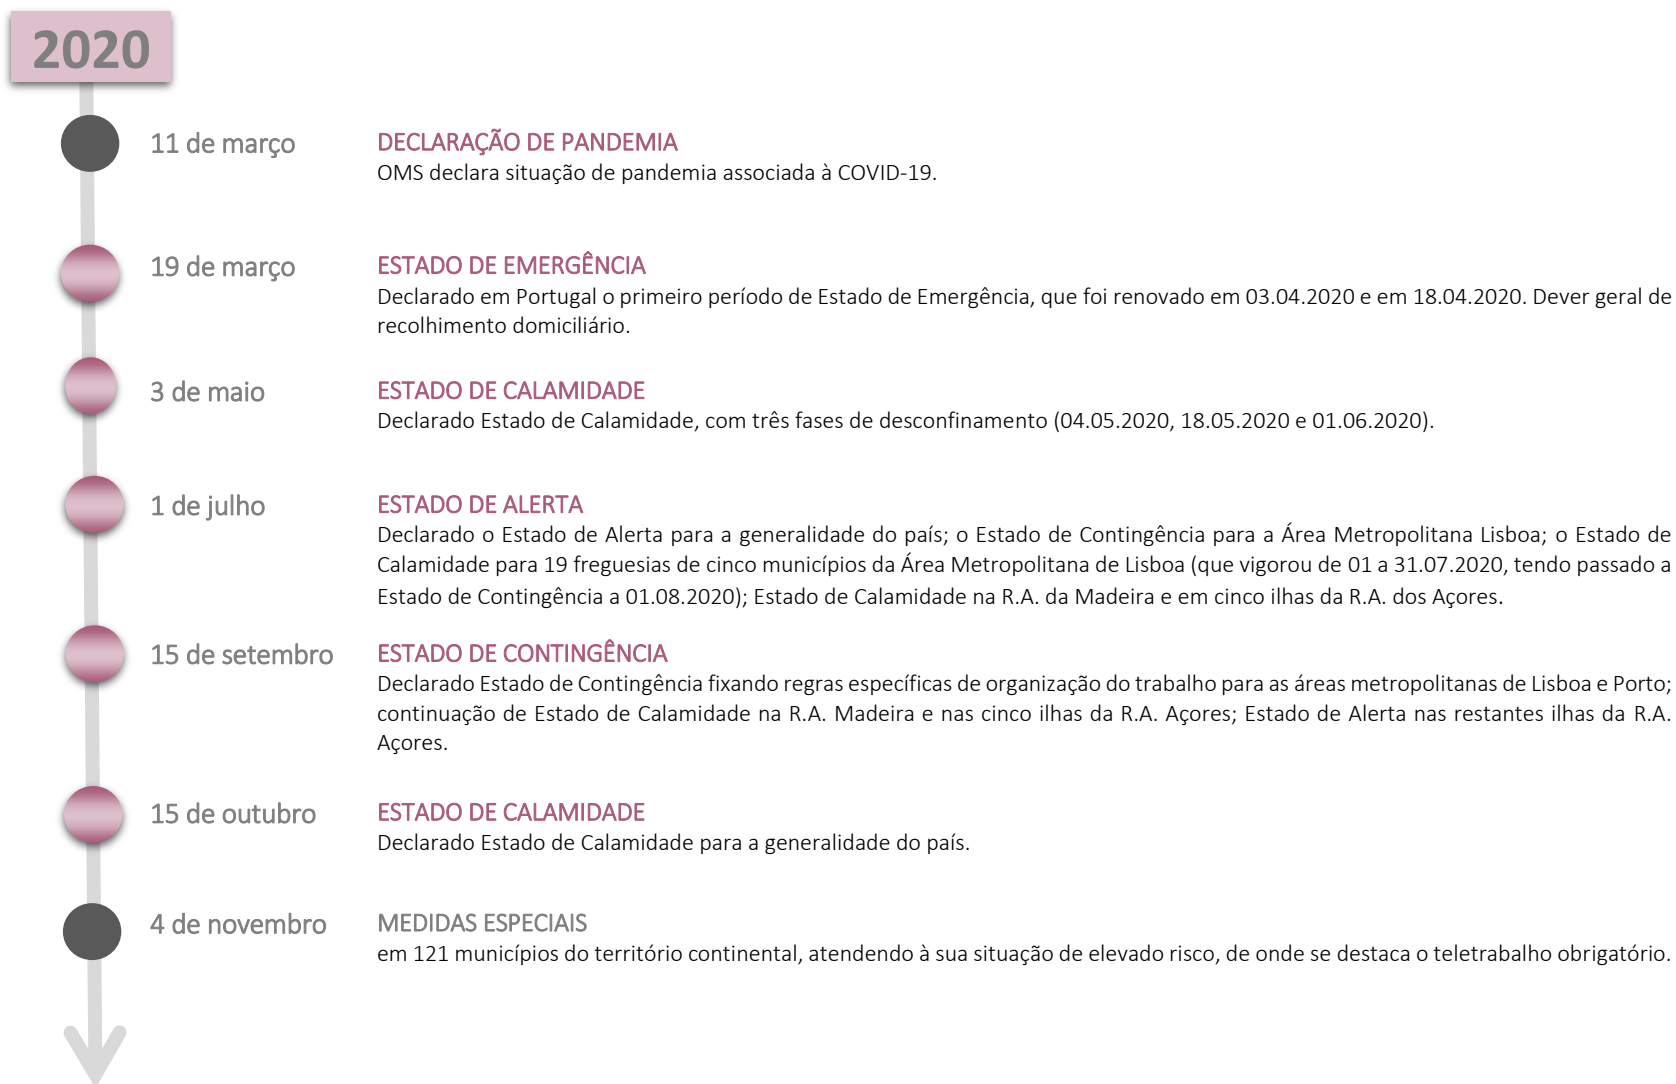 2020
11 de março
DECLARAÇÃO DE PANDEMIA
OMS declara situação de pandemia associada à COVID-19.
19 de março
ESTADO DE EMERGÊNCIA
Declarado em Portugal o primeiro período de Estado de Emergência, que foi renovado em 03.04.2020 e em 18.04.2020. Dever geral de
recolhimento domiciliário.
3 de maio
ESTADO DE CALAMIDADE
Declarado Estado de Calamidade, com três fases de desconfinamento (04.05.2020, 18.05.2020 e 01.06.2020).
1 de julho
ESTADO DE ALERTA
Declarado o Estado de Alerta para a generalidade do país; o Estado de Contingência para a Área Metropolitana Lisboa; o Estado de
Calamidade para 19 freguesias de cinco municípios da Área Metropolitana de Lisboa (que vigorou de 01 a 31.07.2020, tendo passado a
Estado de Contingência a 01.08.2020); Estado de Calamidade na R.A. da Madeira e em cinco ilhas da R.A. dos Açores.
15 de setembro
ESTADO DE CONTINGÊNCIA
Declarado Estado de Contingência fixando regras específicas de organização do trabalho para as áreas metropolitanas de Lisboa e Porto;
continuação de Estado de Calamidade na R.A. Madeira e nas cinco ilhas da R.A. Açores; Estado de Alerta nas restantes ilhas da R.A.
Açores.
15 de outubro
ESTADO DE CALAMIDADE
Declarado Estado de Calamidade para a generalidade do país.
4 de novembro
MEDIDAS ESPECIAIS
em 121 municípios do território continental, atendendo à sua situação de elevado risco, de onde se destaca o teletrabalho obrigatório.